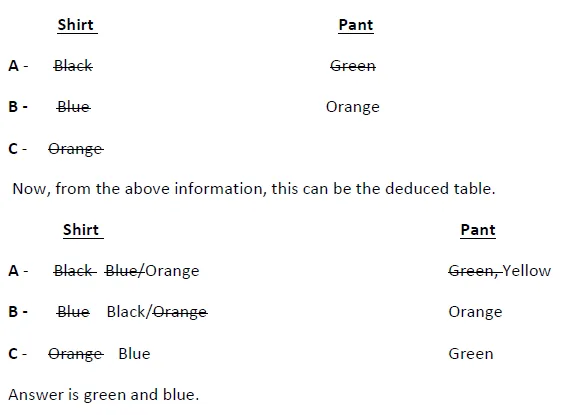 Shirt Pant
A - Black Green
B - Blue Orange
C - Orange
Now, from the above information, this can be the deduced table.
Shirt Pant
A - Black Blue/Orange Green, Yellow
B - Blue Black/Orange Orange
C - Orange Blue Green
Answer is green and blue.